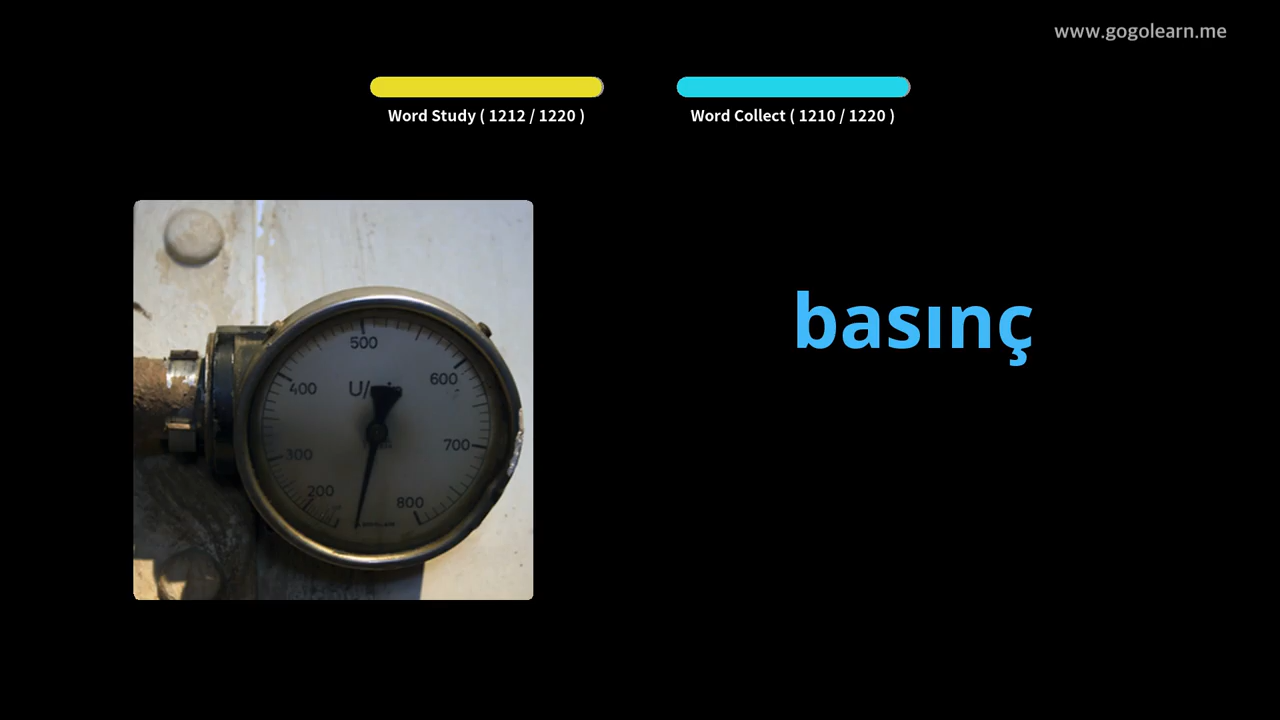 www.gogolearn.me
Word Study ( 1212 / 1220 )
Word Collect ( 1210 / 1220 )
basınç
500
400
600
U/
300
700
200
800